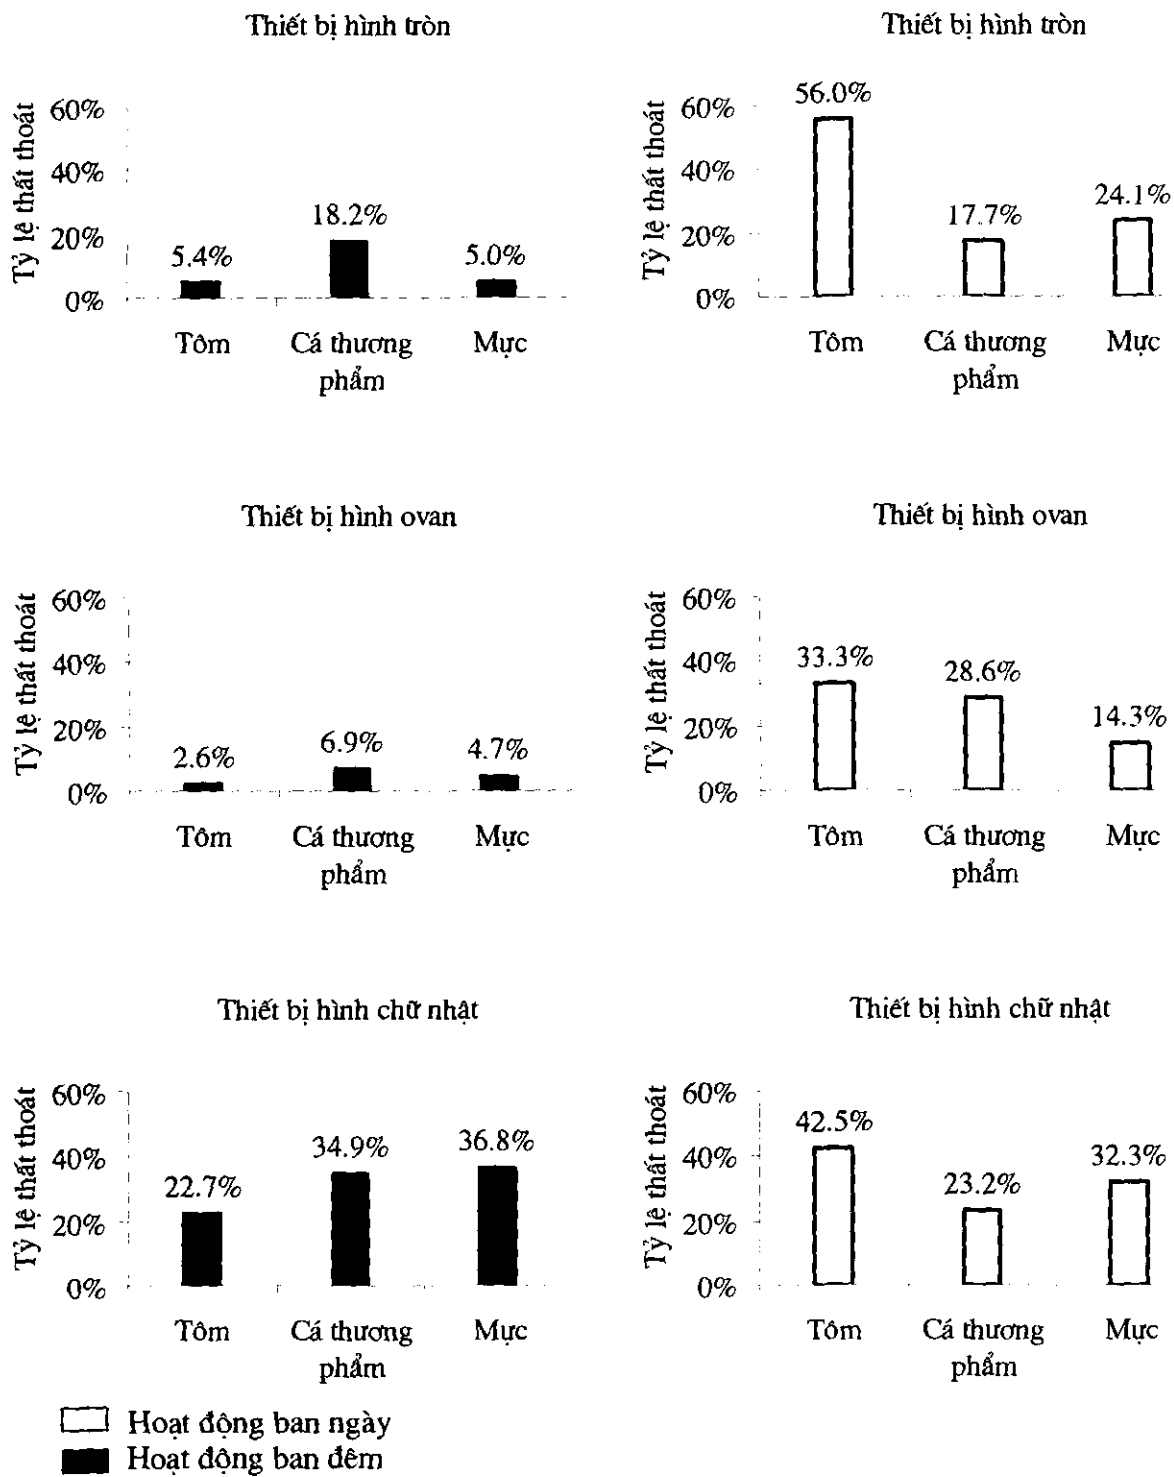 Thiết bị hình tròn
Tỷ lệ thất thoát
60%
40%
20%
0%
5.4%
18.2%
5.0%
Tôm
Cá thương
phẩm
Mực
Thiết bị hình tròn
Tỷ lệ thất thoát
60%
40%
20%
0%
56.0%
17.7%
24.1%
Tôm
Cá thương
phẩm
Mực
Thiết bị hình ovan
Tỷ lệ thất thoát
60%
40%
20%
0%
2.6%
6.9%
4.7%
Tôm
Cá thương
phẩm
Mực
Thiết bị hình ovan
Tỷ lệ thất thoát
60%
40%
20%
0%
33.3%
28.6%
14.3%
Tôm
Cá thương
phẩm
Mực
Thiết bị hình chữ nhật
Tỷ lệ thất thoát
60%
40%
20%
0%
22.7%
34.9%
36.8%
Tôm
Cá thương
phẩm
Mực
Thiết bị hình chữ nhật
Tỷ lệ thất thoát
60%
40%
20%
0%
42.5%
23.2%
32.3%
Tôm
Cá thương
phẩm
Mực
Hoạt động ban ngày
Hoạt động ban đêm